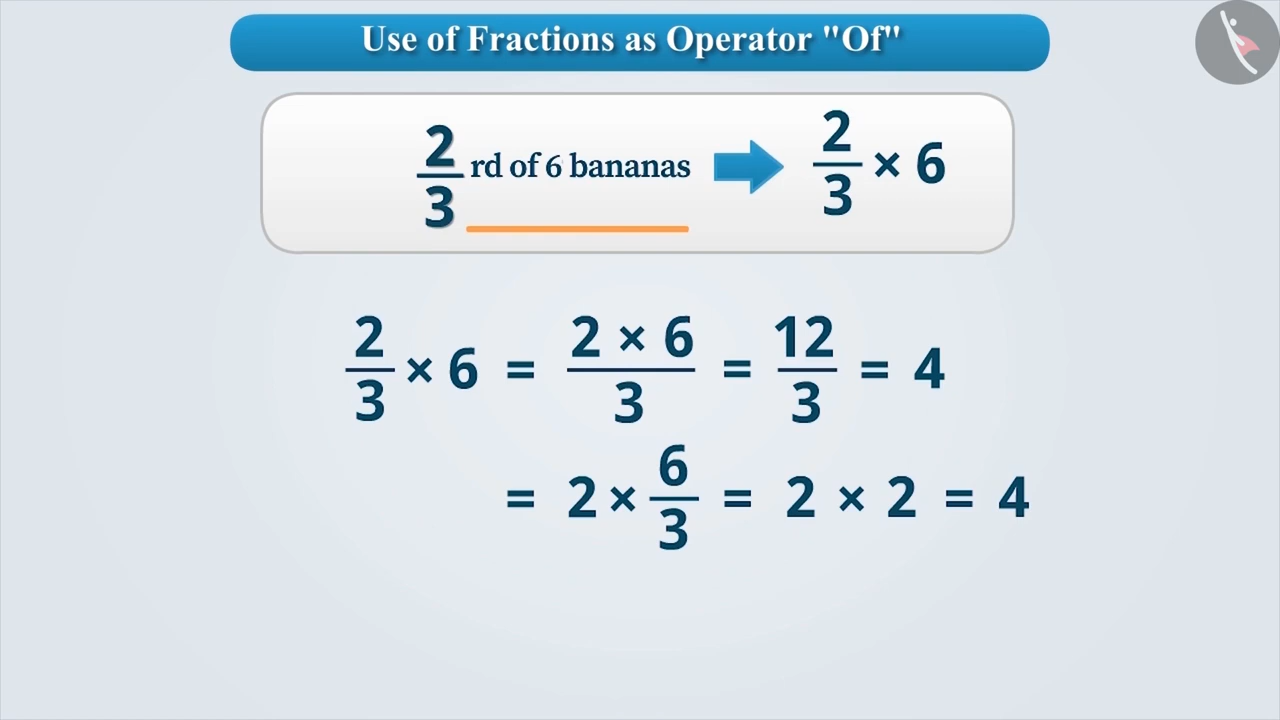 Use of Fractions as Operator "Of"
2/3 rd of 6 bananas ➡ 2/3 × 6
2/3 × 6 = (2 × 6)/3 = 12/3 = 4
= 2 × 6/3 = 2 × 2 = 4